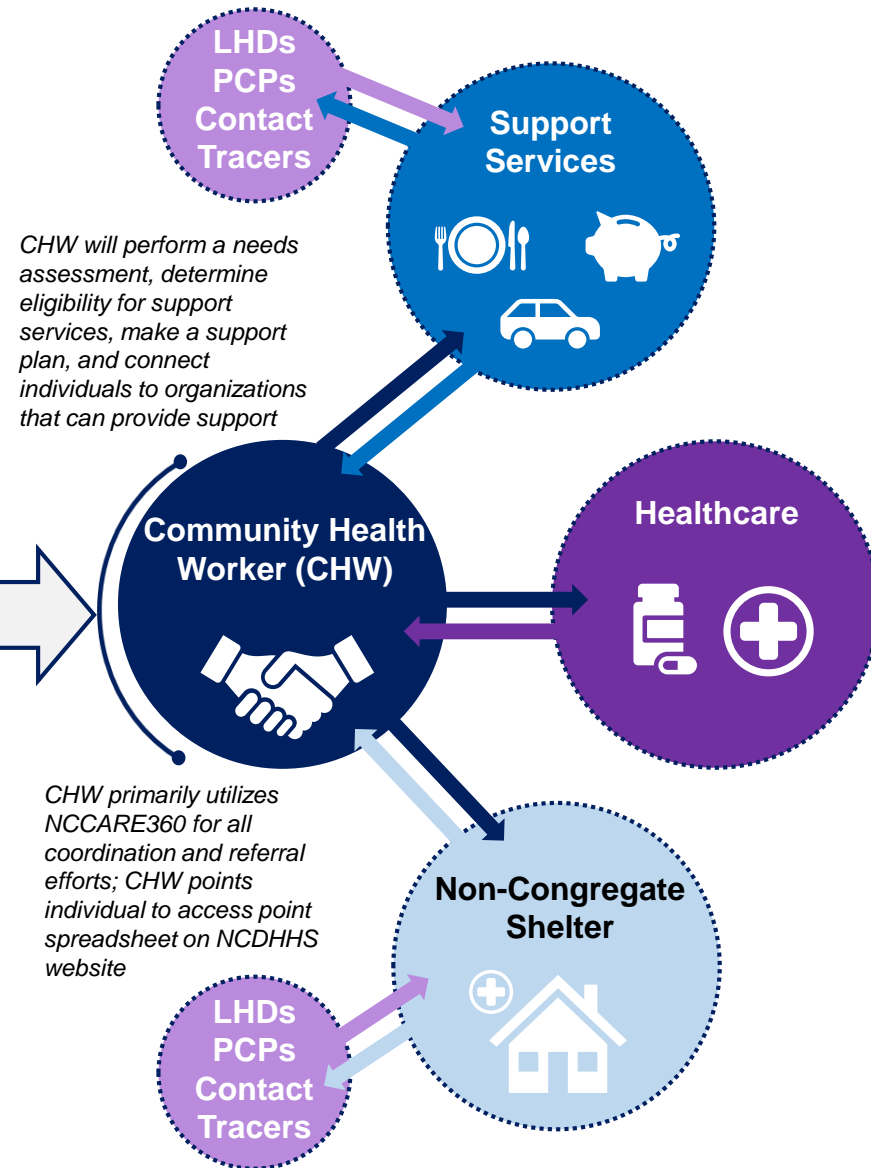 LHDs
PCPs
Contact
Tracers
Support
Services
CHW will perform a needs
assessment, determine
eligibility for support
services, make a support
plan, and connect
individuals to organizations
that can provide support
Community Health
Worker (CHW)
Healthcare
CHW primarily utilizes
NCCARE360 for all
coordination and referral
efforts; CHW points
individual to access point
spreadsheet on NCDHHS
website
Non-Congregate
Shelter
LHDs
PCPs
Contact
Tracers